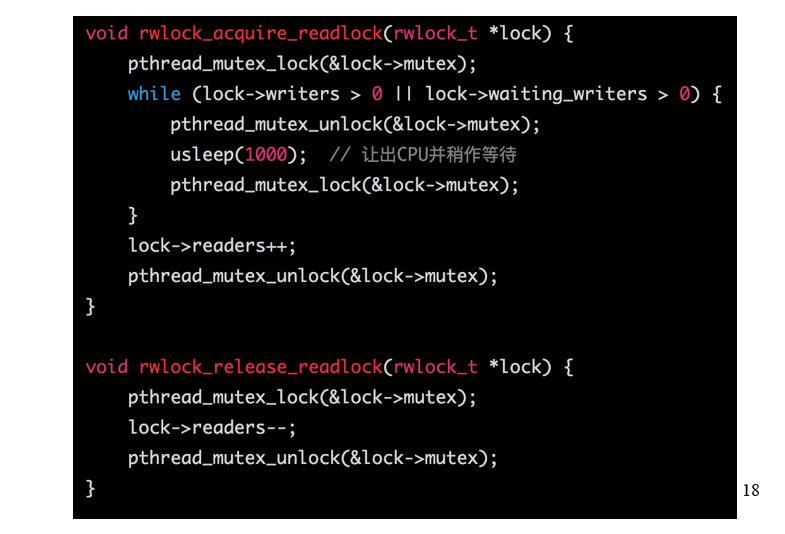 void rwlock_acquire_readlock(rwlock_t *lock) {
    pthread_mutex_lock(&lock->mutex);
    while (lock->writers > 0 || lock->waiting_writers > 0) {
        pthread_mutex_unlock(&lock->mutex);
        usleep(1000);  // 让出CPU并稍作等待
        pthread_mutex_lock(&lock->mutex);
    }
    lock->readers++;
    pthread_mutex_unlock(&lock->mutex);
}

void rwlock_release_readlock(rwlock_t *lock) {
    pthread_mutex_lock(&lock->mutex);
    lock->readers--;
    pthread_mutex_unlock(&lock->mutex);
}
18